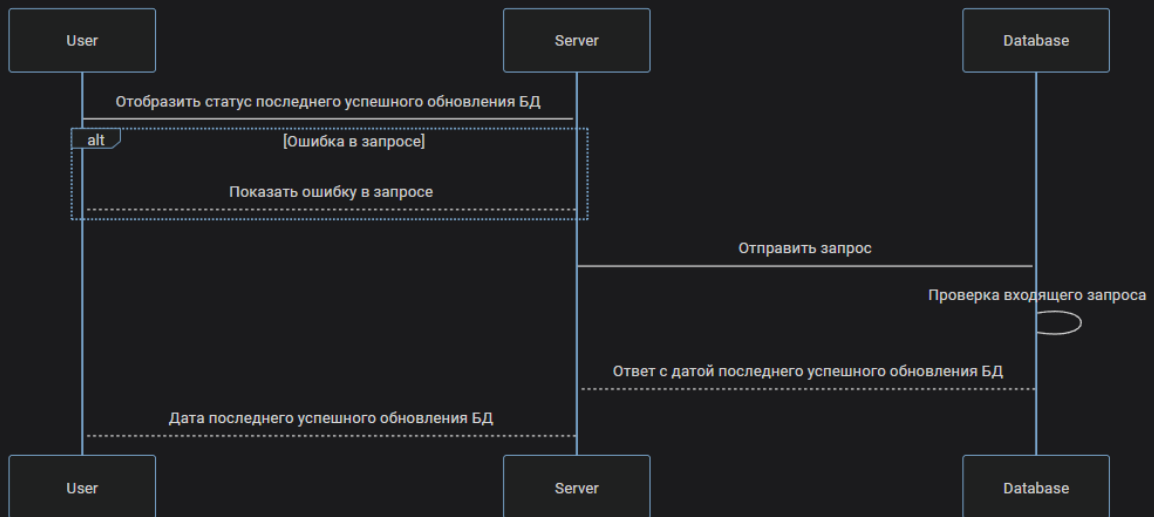 User Server Database
Отобразить статус последнего успешного обновления БД
alt [Ошибка в запросе]
Показать ошибку в запросе
Отправить запрос
Проверка входящего запроса
Ответ с датой последнего успешного обновления БД
Дата последнего успешного обновления БД
User Server Database